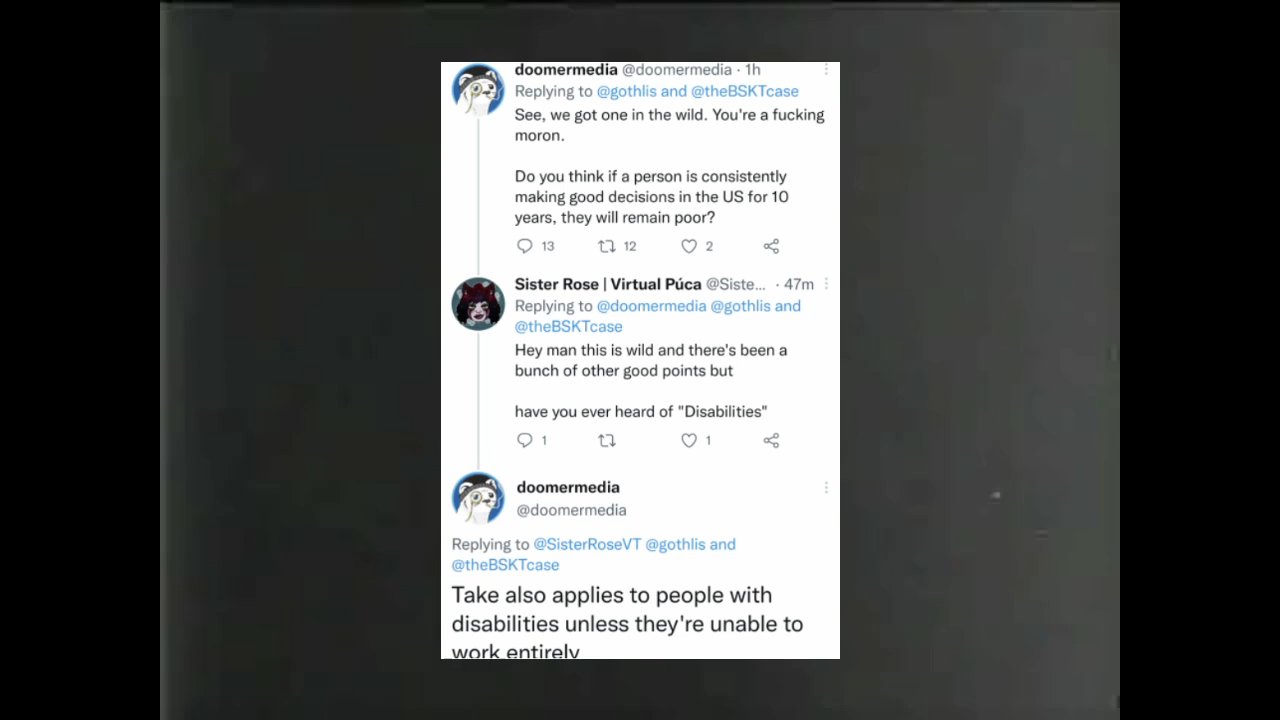 doomermedia @doomermedia · 1h
Replying to @gothlis and @theBSKTcase
See, we got one in the wild. You're a fucking
moron.
Do you think if a person is consistently
making good decisions in the US for 10
years, they will remain poor?
13 12 2
Sister Rose | Virtual Púca @Siste... · 47m
Replying to @doomermedia @gothlis and
@theBSKTcase
Hey man this is wild and there's been a
bunch of other good points but
have you ever heard of "Disabilities"
1 1
doomermedia
@doomermedia
Replying to @SisterRoseVT @gothlis and
@theBSKTcase
Take also applies to people with
disabilities unless they're unable to
work entirely